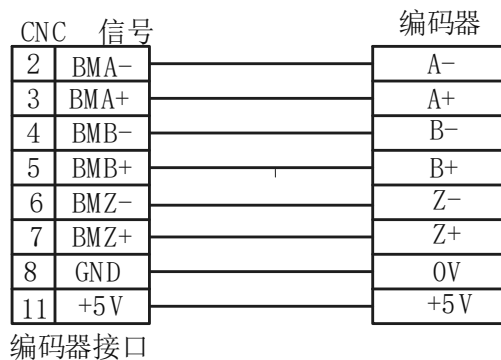 CNC 信号 编码器
2 BMA- A-
3 BMA+ A+
4 BMB- B-
5 BMB+ B+
6 BMZ- Z-
7 BMZ+ Z+
8 GND 0V
11 +5V +5V
编码器接口